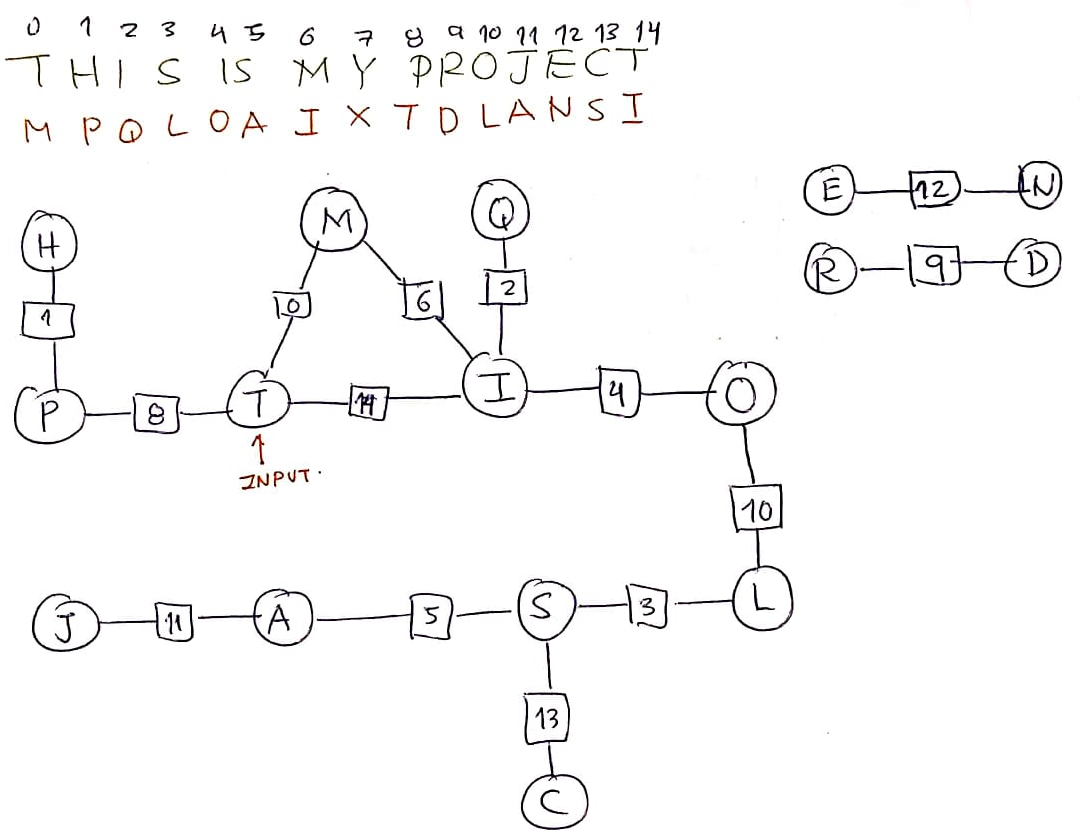 0 1 2 3 4 5 6 7 8 9 10 11 12 13 14
THIS IS MY PROJECT
M P Q L O A I X T D L A N S I
M Q E 12 N
H R 9 D
0 6 2
1
P 8 T 14 I 4 O
INPUT.
10
J 11 A 5 S 3 L
13
C